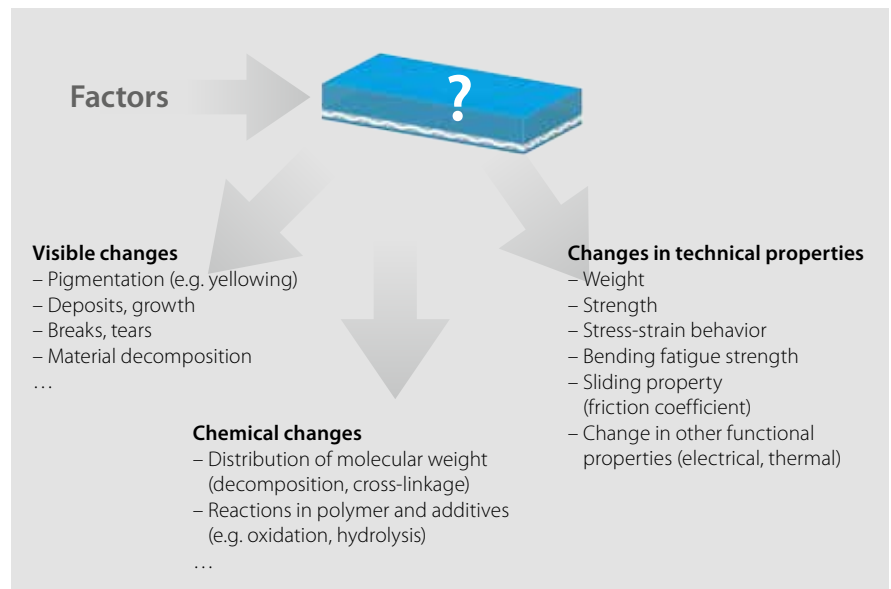 Factors
?
Visible changes
– Pigmentation (e.g. yellowing)
– Deposits, growth
– Breaks, tears
– Material decomposition
…
Chemical changes
– Distribution of molecular weight
(decomposition, cross-linkage)
– Reactions in polymer and additives
(e.g. oxidation, hydrolysis)
…
Changes in technical properties
– Weight
– Strength
– Stress-strain behavior
– Bending fatigue strength
– Sliding property
(friction coefficient)
– Change in other functional
properties (electrical, thermal)